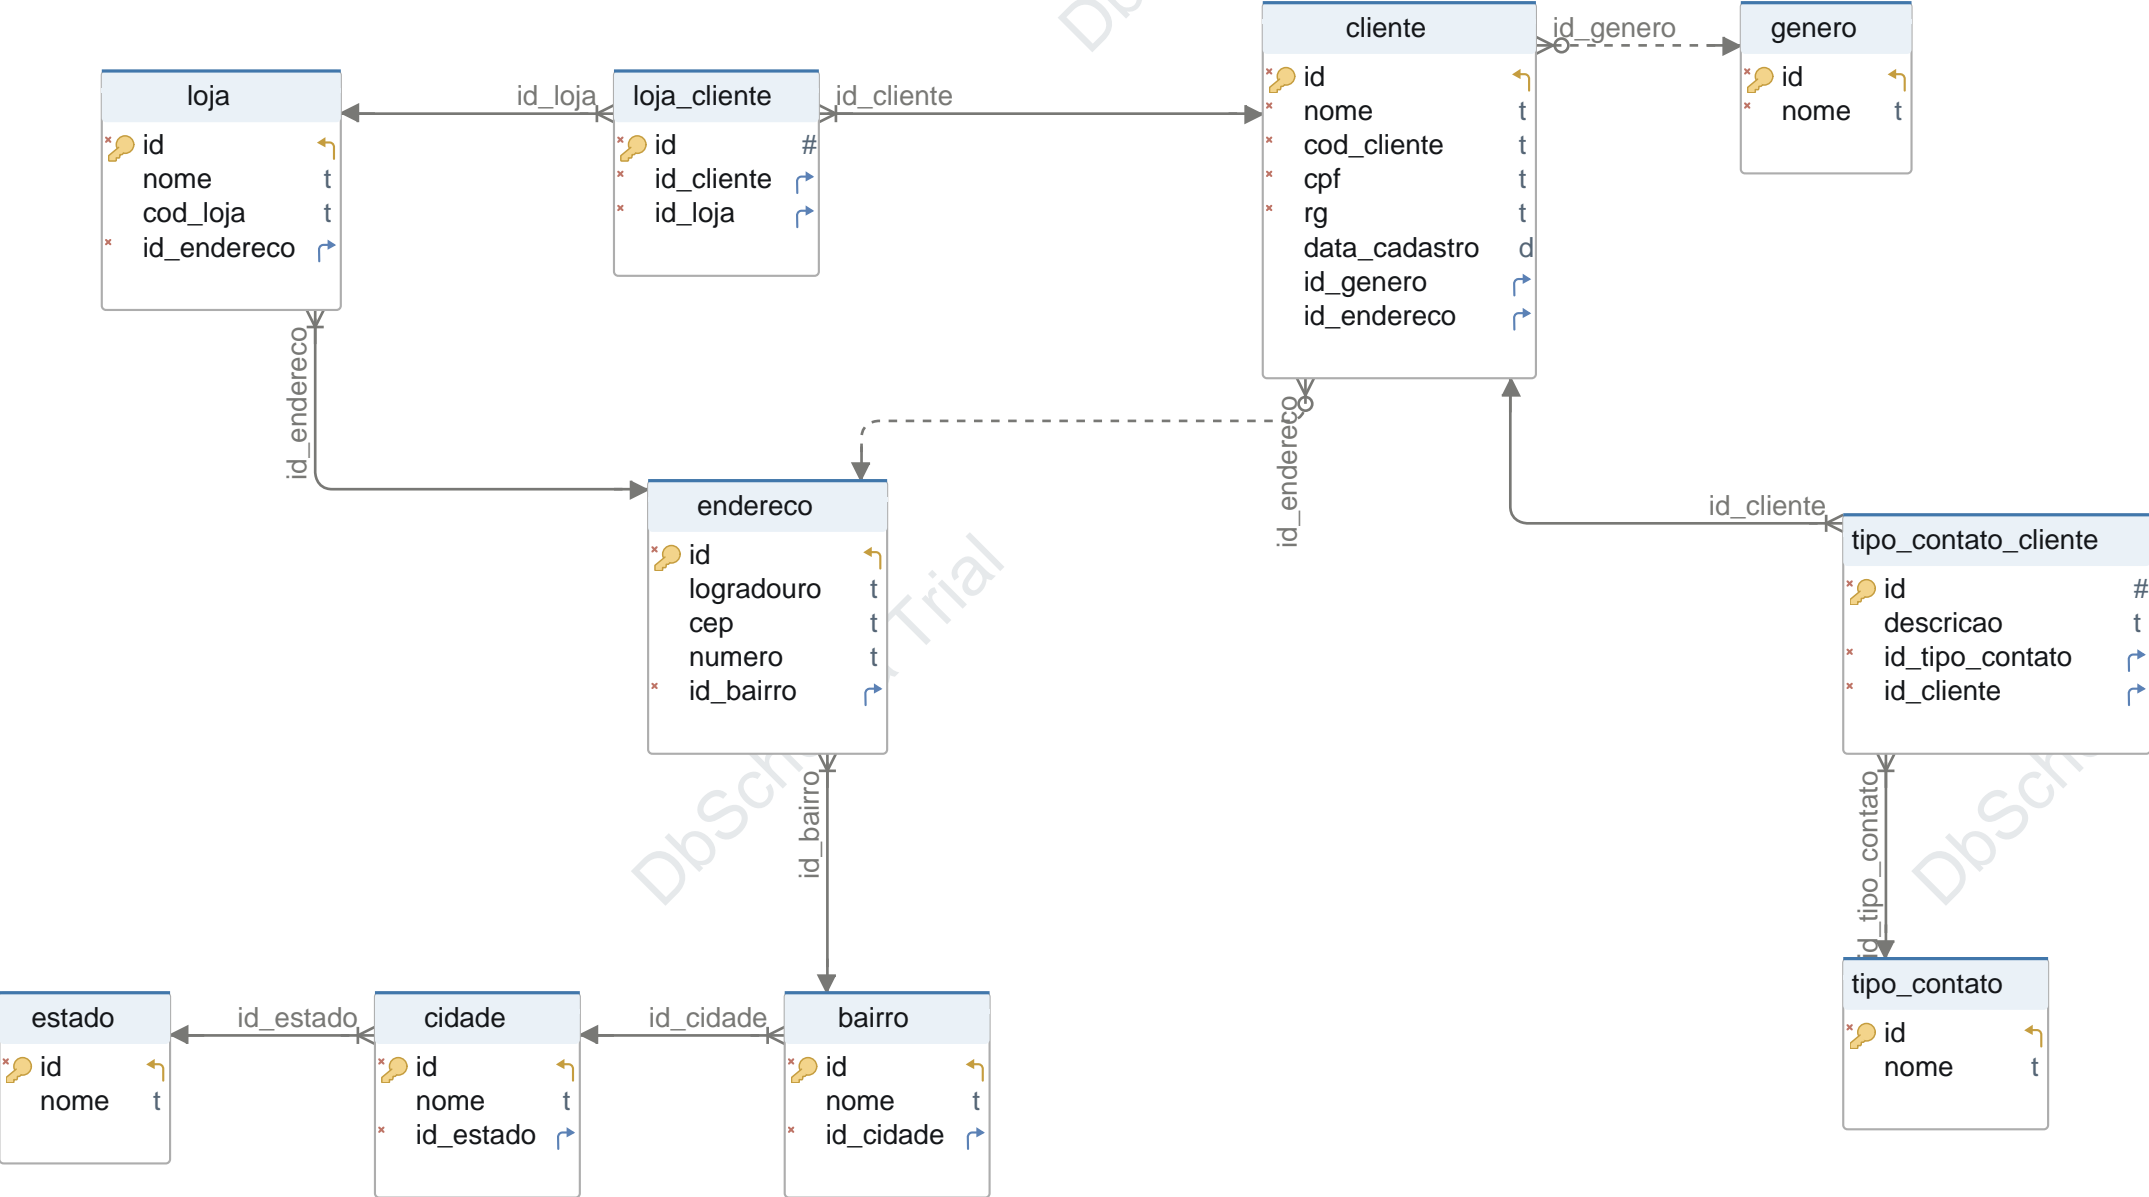 cliente
id
nome t
cod_cliente t
cpf t
rg t
data_cadastro d
id_genero
id_endereco
id_genero
genero
id
nome t
loja
id
nome t
cod_loja t
id_endereco
id_loja
loja_cliente
id #
id_cliente
id_loja
id_cliente
id_endereco
id_endereco
endereco
id
logradouro t
cep t
numero t
id_bairro
id_cliente
tipo_contato_cliente
id #
descricao t
id_tipo_contato
id_cliente
id_bairro
id_tipo_contato
estado
id
nome t
id_estado
cidade
id
nome t
id_estado
id_cidade
bairro
id
nome t
id_cidade
tipo_contato
id
nome t
Trial